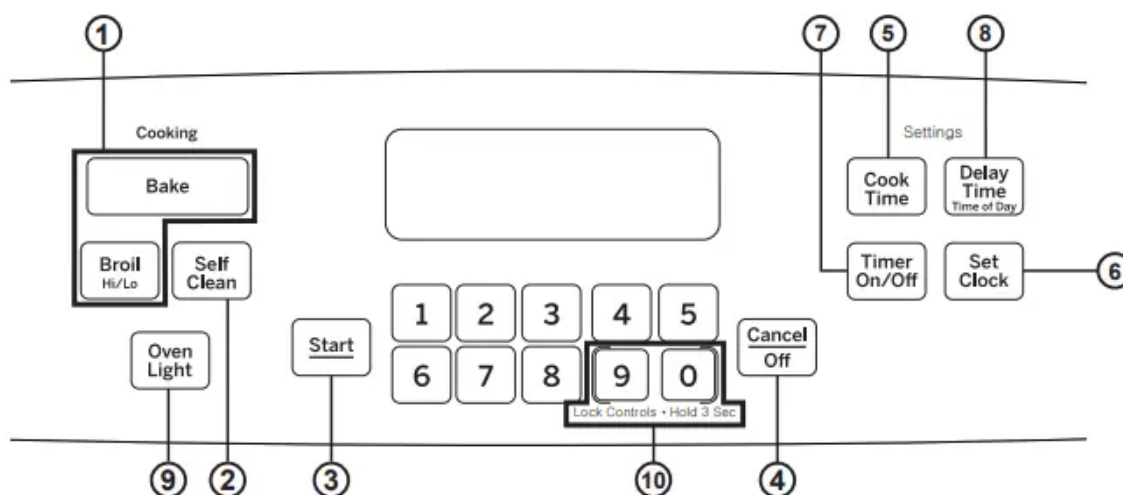 1
7
5
8
Cooking
Settings
Bake
Cook
Time
Delay
Time
Time of Day
Broil
Hi/Lo
Self
Clean
Timer
On/Off
Set
Clock
6
Oven
Light
Start
1 2 3 4 5
6 7 8 9 0
Lock Controls • Hold 3 Sec
Cancel
Off
9
2
3
10
4